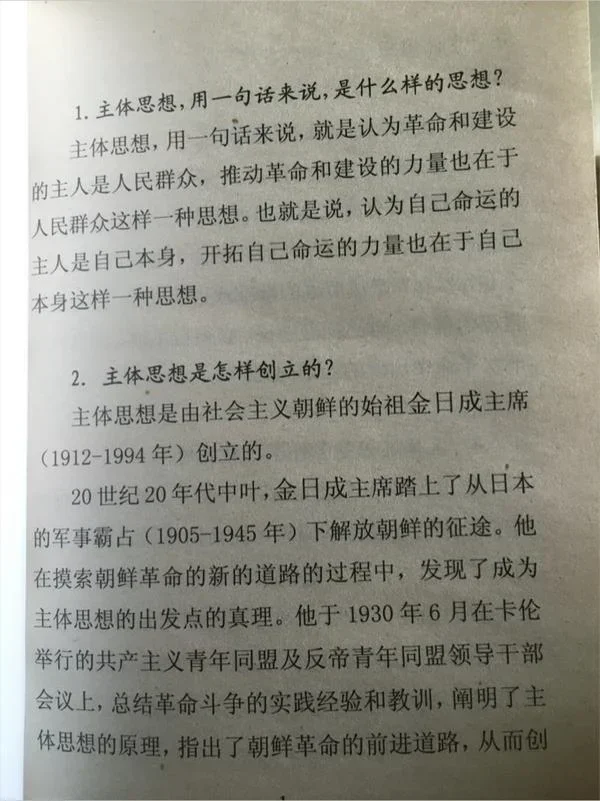 1. 主体思想,用一句话来说,是什么样的思想?
主体思想,用一句话来说,就是认为革命和建设
的主人是人民群众,推动革命和建设的力量也在于
人民群众这样一种思想。也就是说,认为自己命运的
主人是自己本身,开拓自己命运的力量也在于自己
本身这样一种思想。
2. 主体思想是怎样创立的?
主体思想是由社会主义朝鲜的始祖金日成主席
(1912-1994 年)创立的。
20 世纪 20 年代中叶,金日成主席踏上了从日本
的军事霸占(1905-1945 年)下解放朝鲜的征途。他
在摸索朝鲜革命的新的道路的过程中,发现了成为
主体思想的出发点的真理。他于 1930 年 6 月在卡伦
举行的共产主义青年同盟及反帝青年同盟领导干部
会议上,总结革命斗争的实践经验和教训,阐明了主
体思想的原理,指出了朝鲜革命的前进道路,从而创